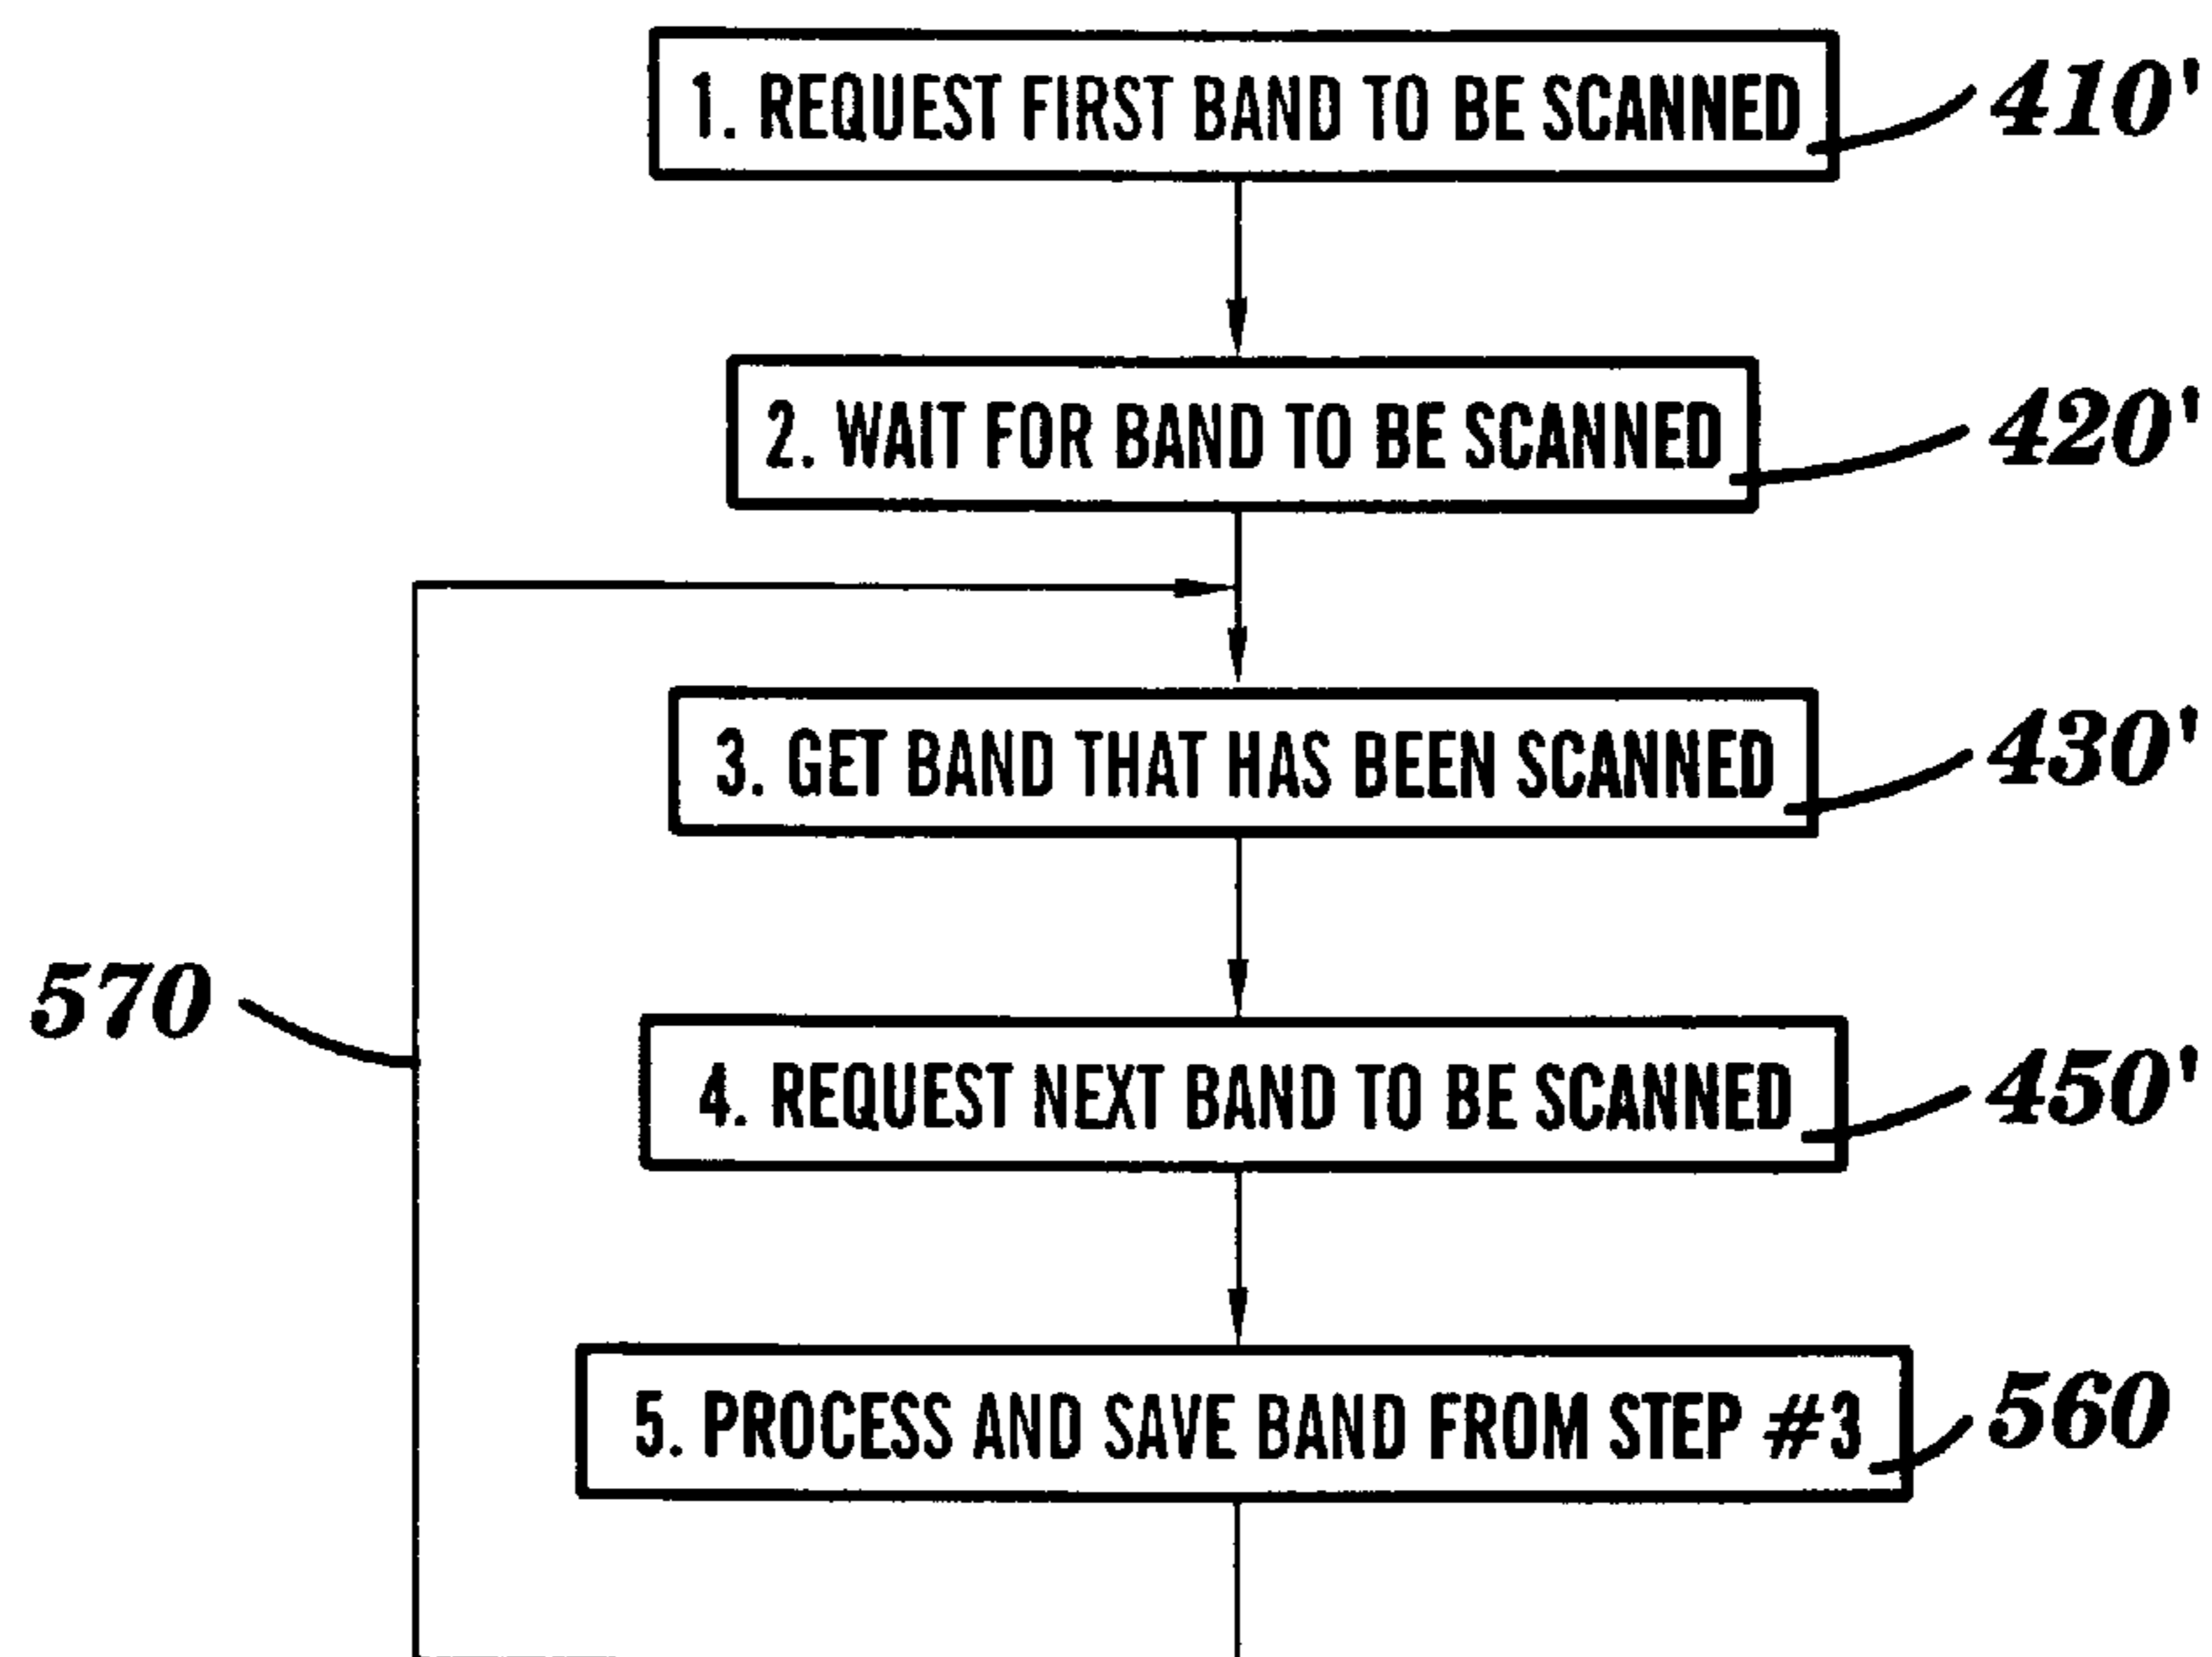 1. REQUEST FIRST BAND TO BE SCANNED
410'
2. WAIT FOR BAND TO BE SCANNED
420'
3. GET BAND THAT HAS BEEN SCANNED
430'
570
4. REQUEST NEXT BAND TO BE SCANNED
450'
5. PROCESS AND SAVE BAND FROM STEP #3
560